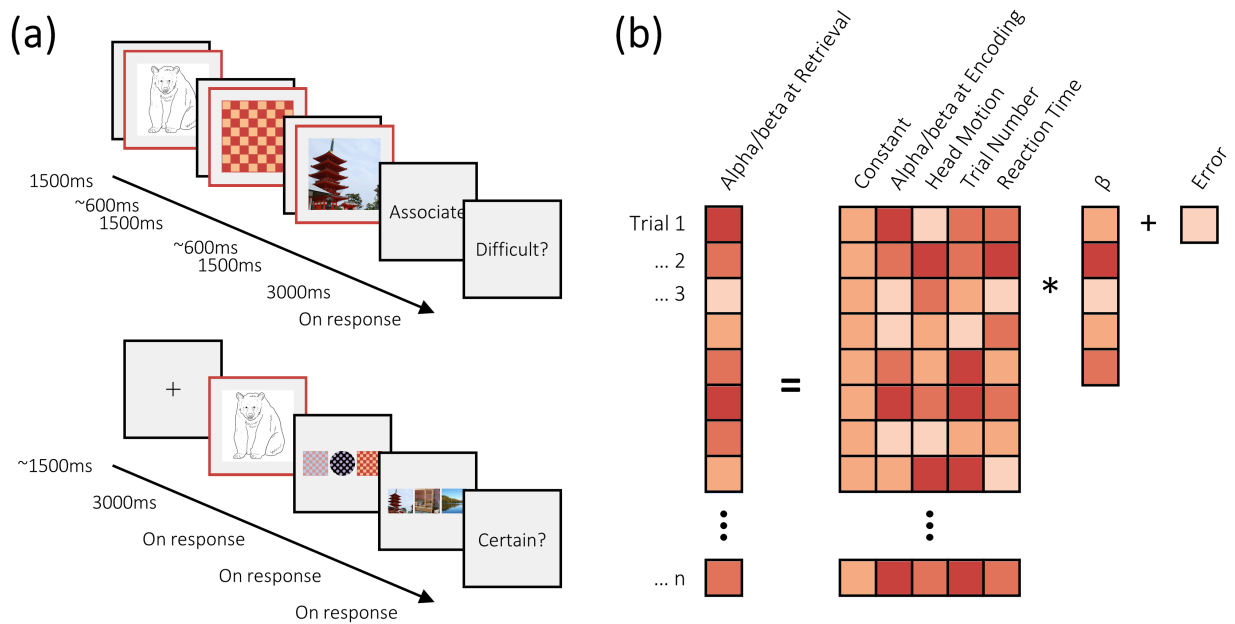 (a)
Associate
Difficult?
1500ms
~600ms
1500ms
~600ms
1500ms
3000ms
On response
+
Certain?
~1500ms
3000ms
On response
On response
On response
(b)
Alpha/beta at Retrieval
Constant
Alpha/beta at Encoding
Head Motion
Trial Number
Reaction Time
β
Error
Trial 1
... 2
... 3
... n
=
*
+